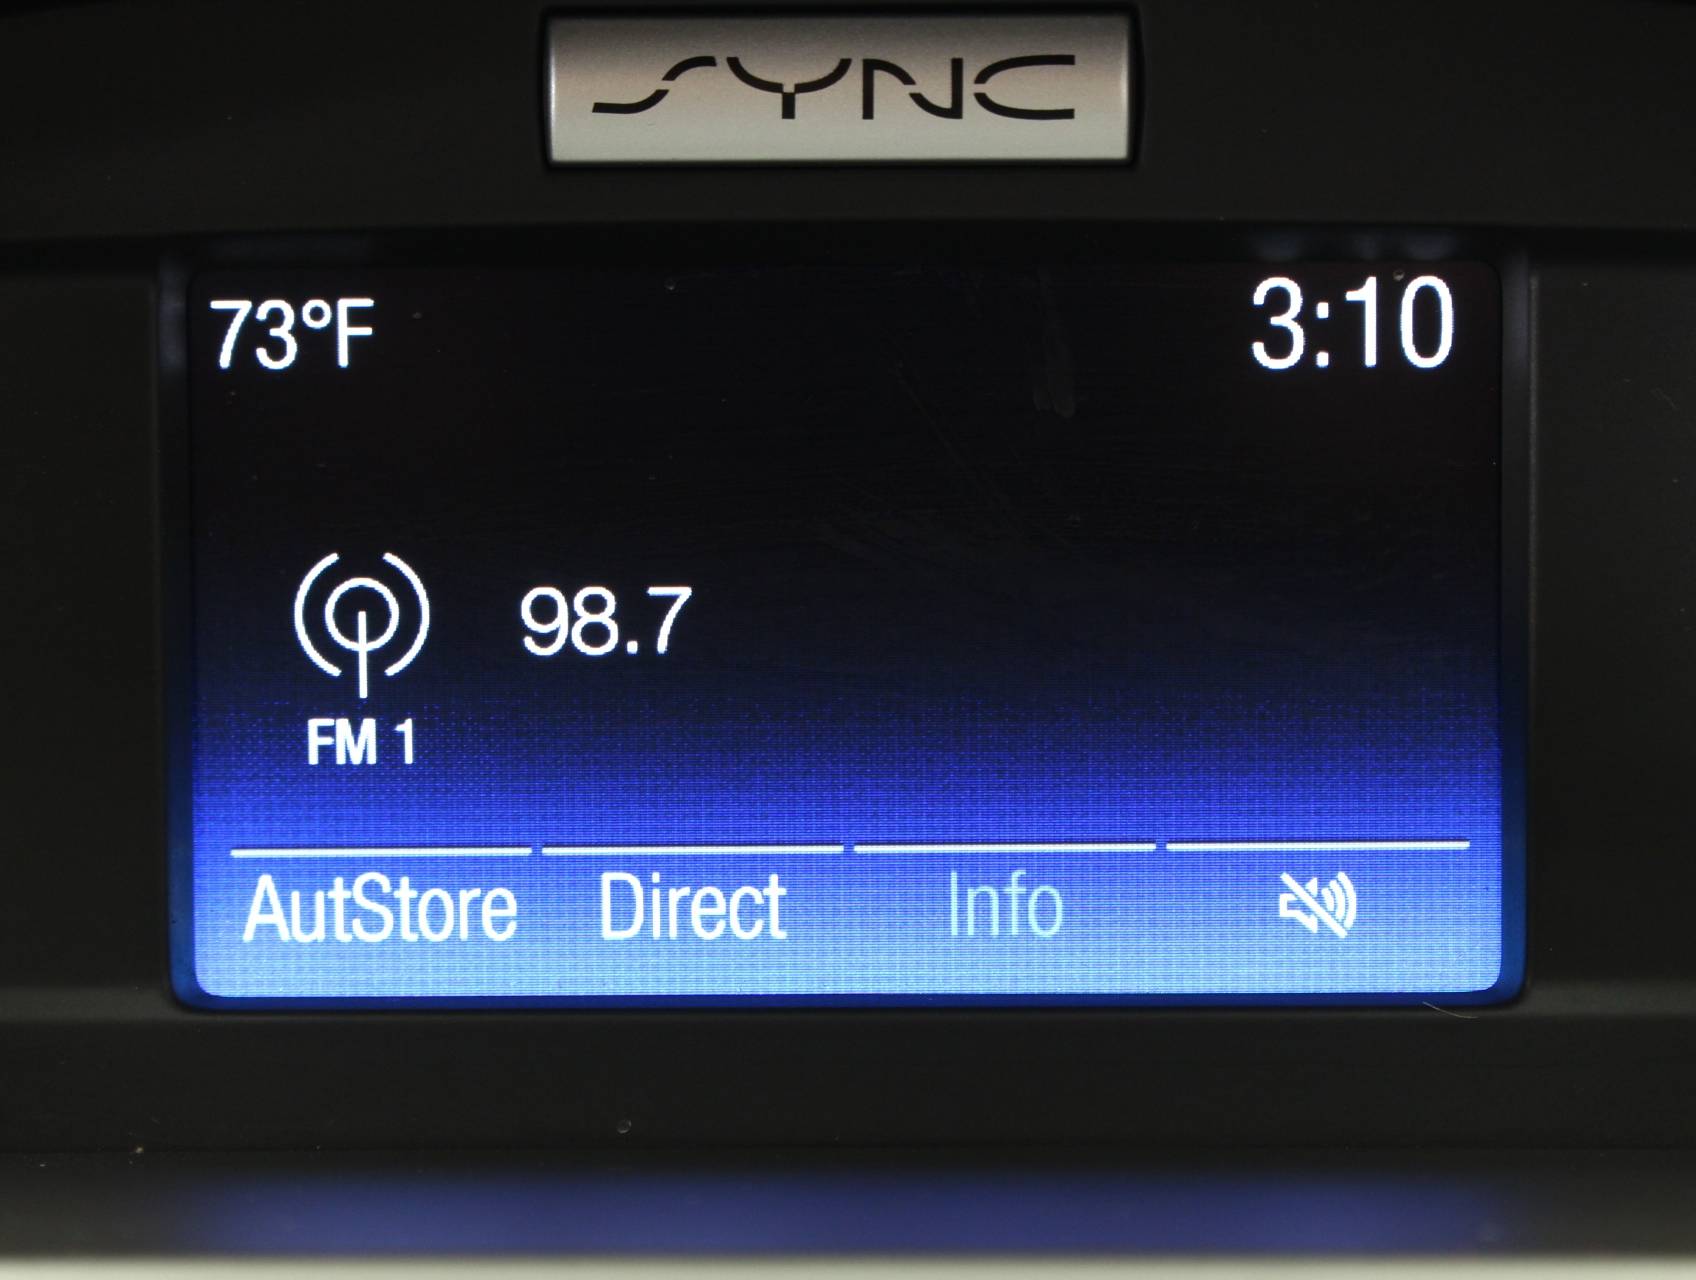 SYNC
73°F 3:10
98.7
FM 1
AutStore Direct Info